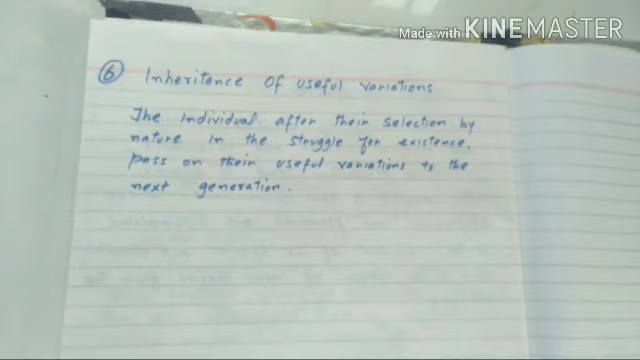 Made with KINEMASTER
6 Inheritance Of useful variations
The individual after their selection by
nature in the struggle for existence.
pass on their useful variations to the
next generation.